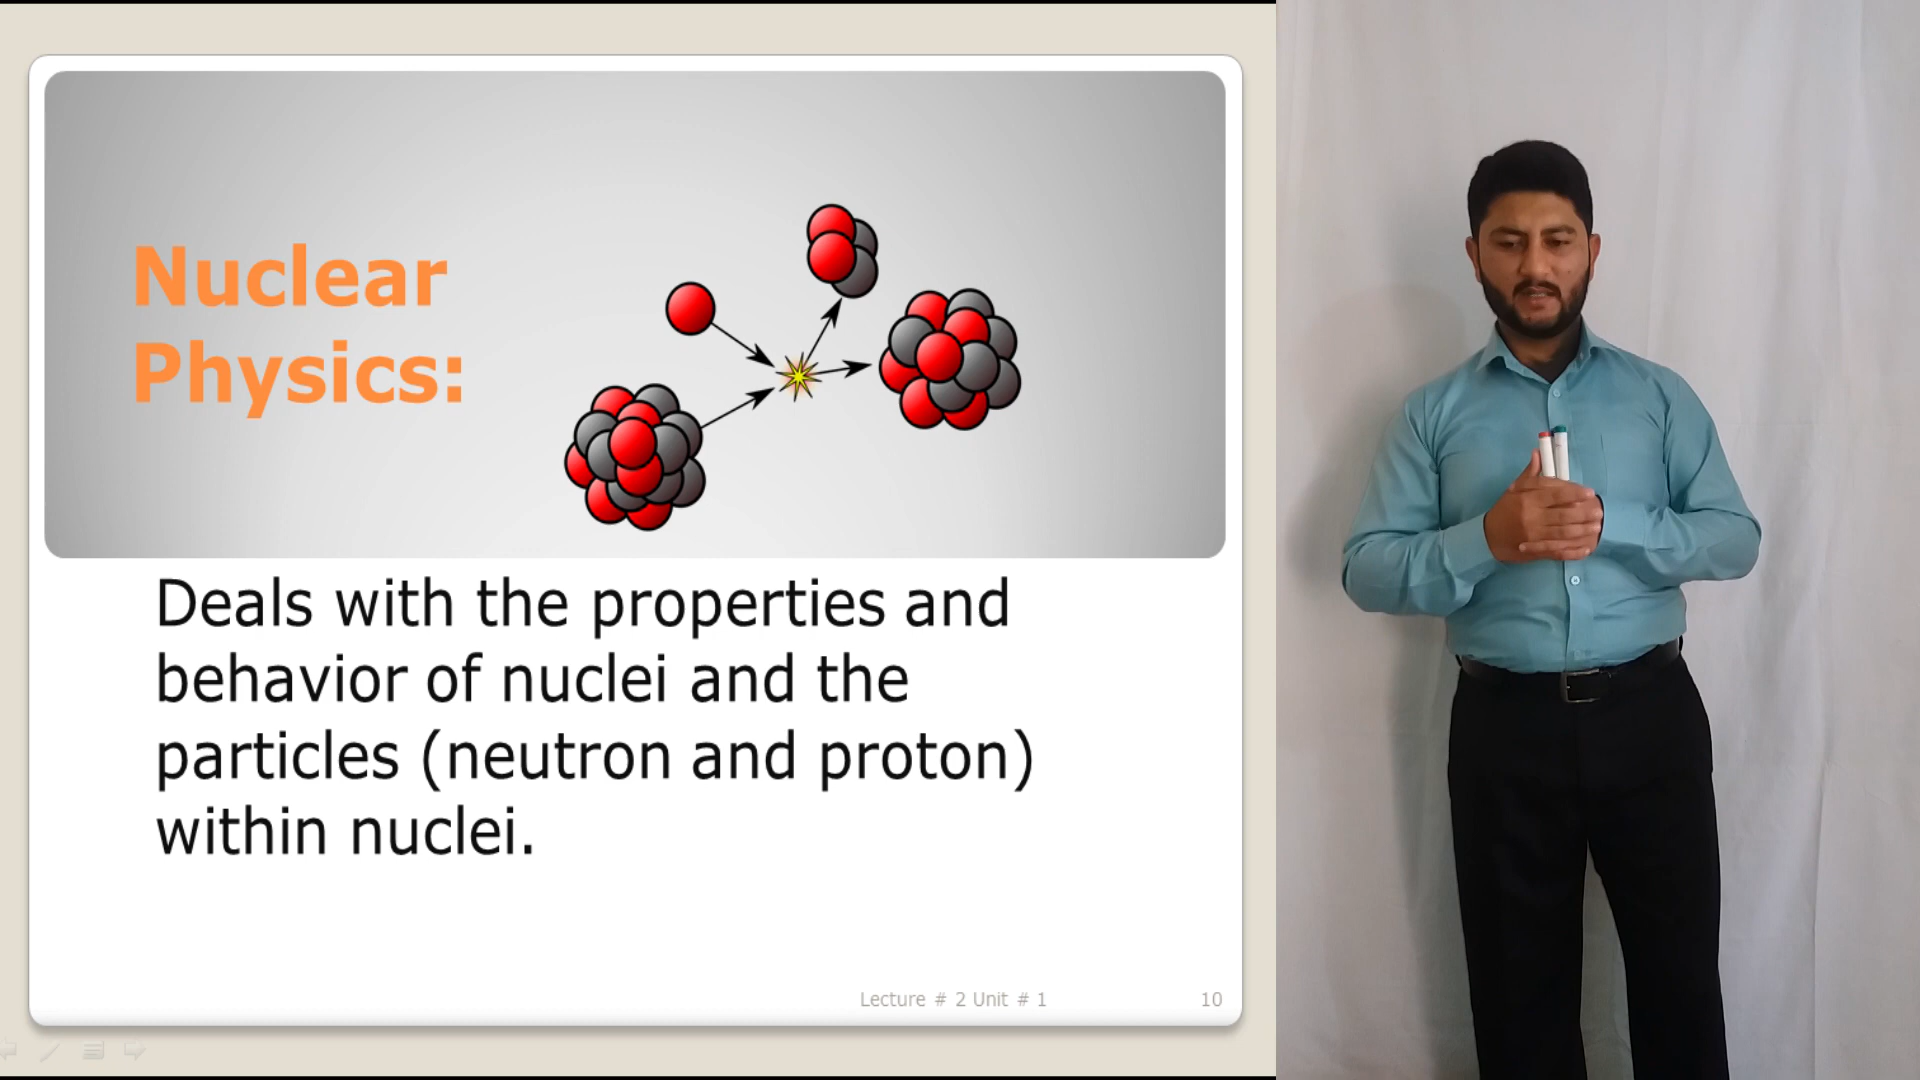 Nuclear
Physics:
Deals with the properties and
behavior of nuclei and the
particles (neutron and proton)
within nuclei.
Lecture # 2 Unit # 1
10